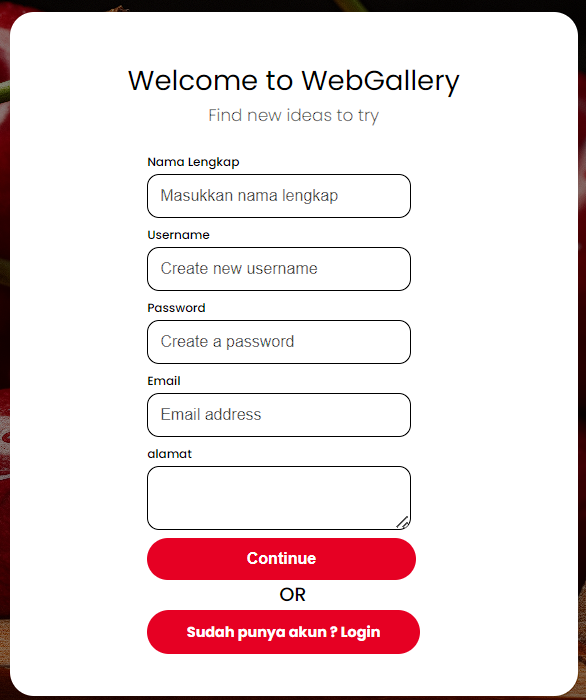 Welcome to WebGallery
Find new ideas to try
Nama Lengkap
Masukkan nama lengkap
Username
Create new username
Password
Create a password
Email
Email address
alamat
Continue
OR
Sudah punya akun ? Login